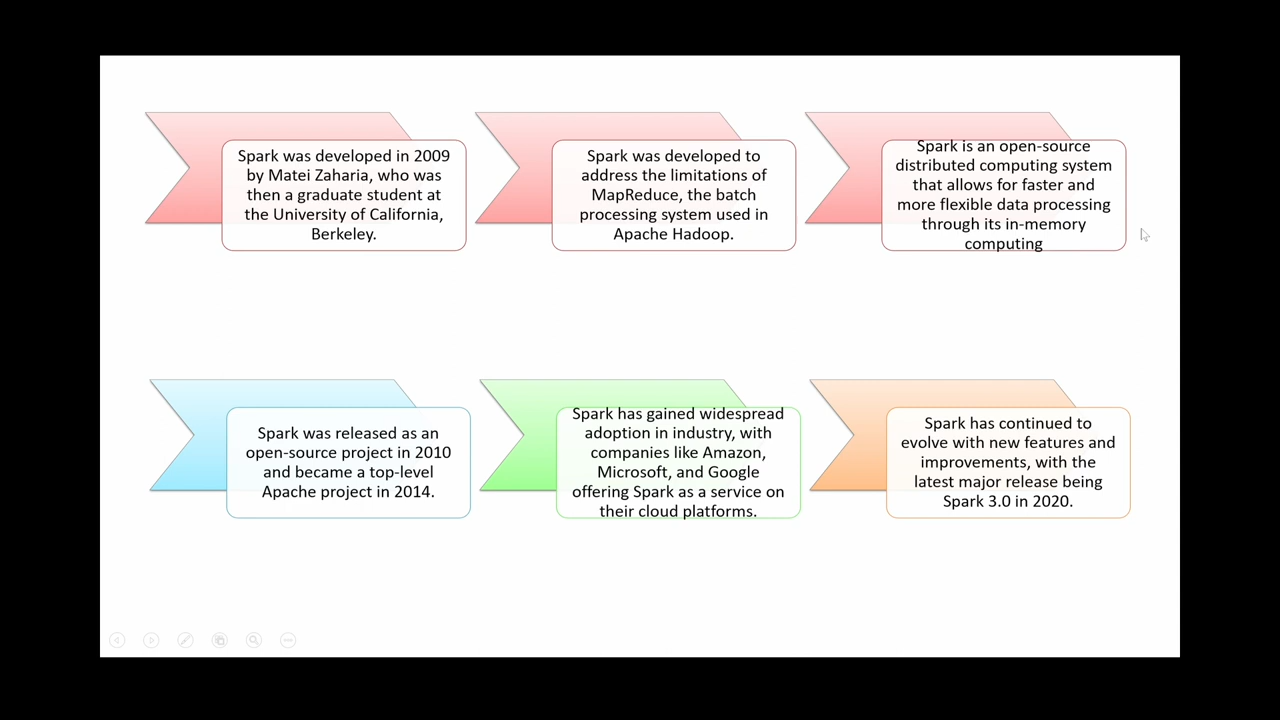 Spark was developed in 2009
by Matei Zaharia, who was
then a graduate student at
the University of California,
Berkeley.
Spark was developed to
address the limitations of
MapReduce, the batch
processing system used in
Apache Hadoop.
Spark is an open-source
distributed computing system
that allows for faster and
more flexible data processing
through its in-memory
computing
Spark was released as an
open-source project in 2010
and became a top-level
Apache project in 2014.
Spark has gained widespread
adoption in industry, with
companies like Amazon,
Microsoft, and Google
offering Spark as a service on
their cloud platforms.
Spark has continued to
evolve with new features and
improvements, with the
latest major release being
Spark 3.0 in 2020.